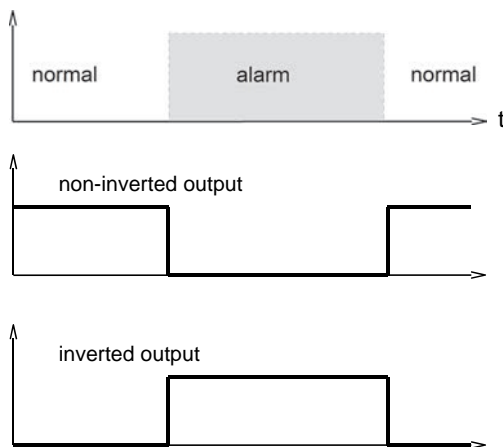 normal alarm normal
t
non-inverted output
inverted output